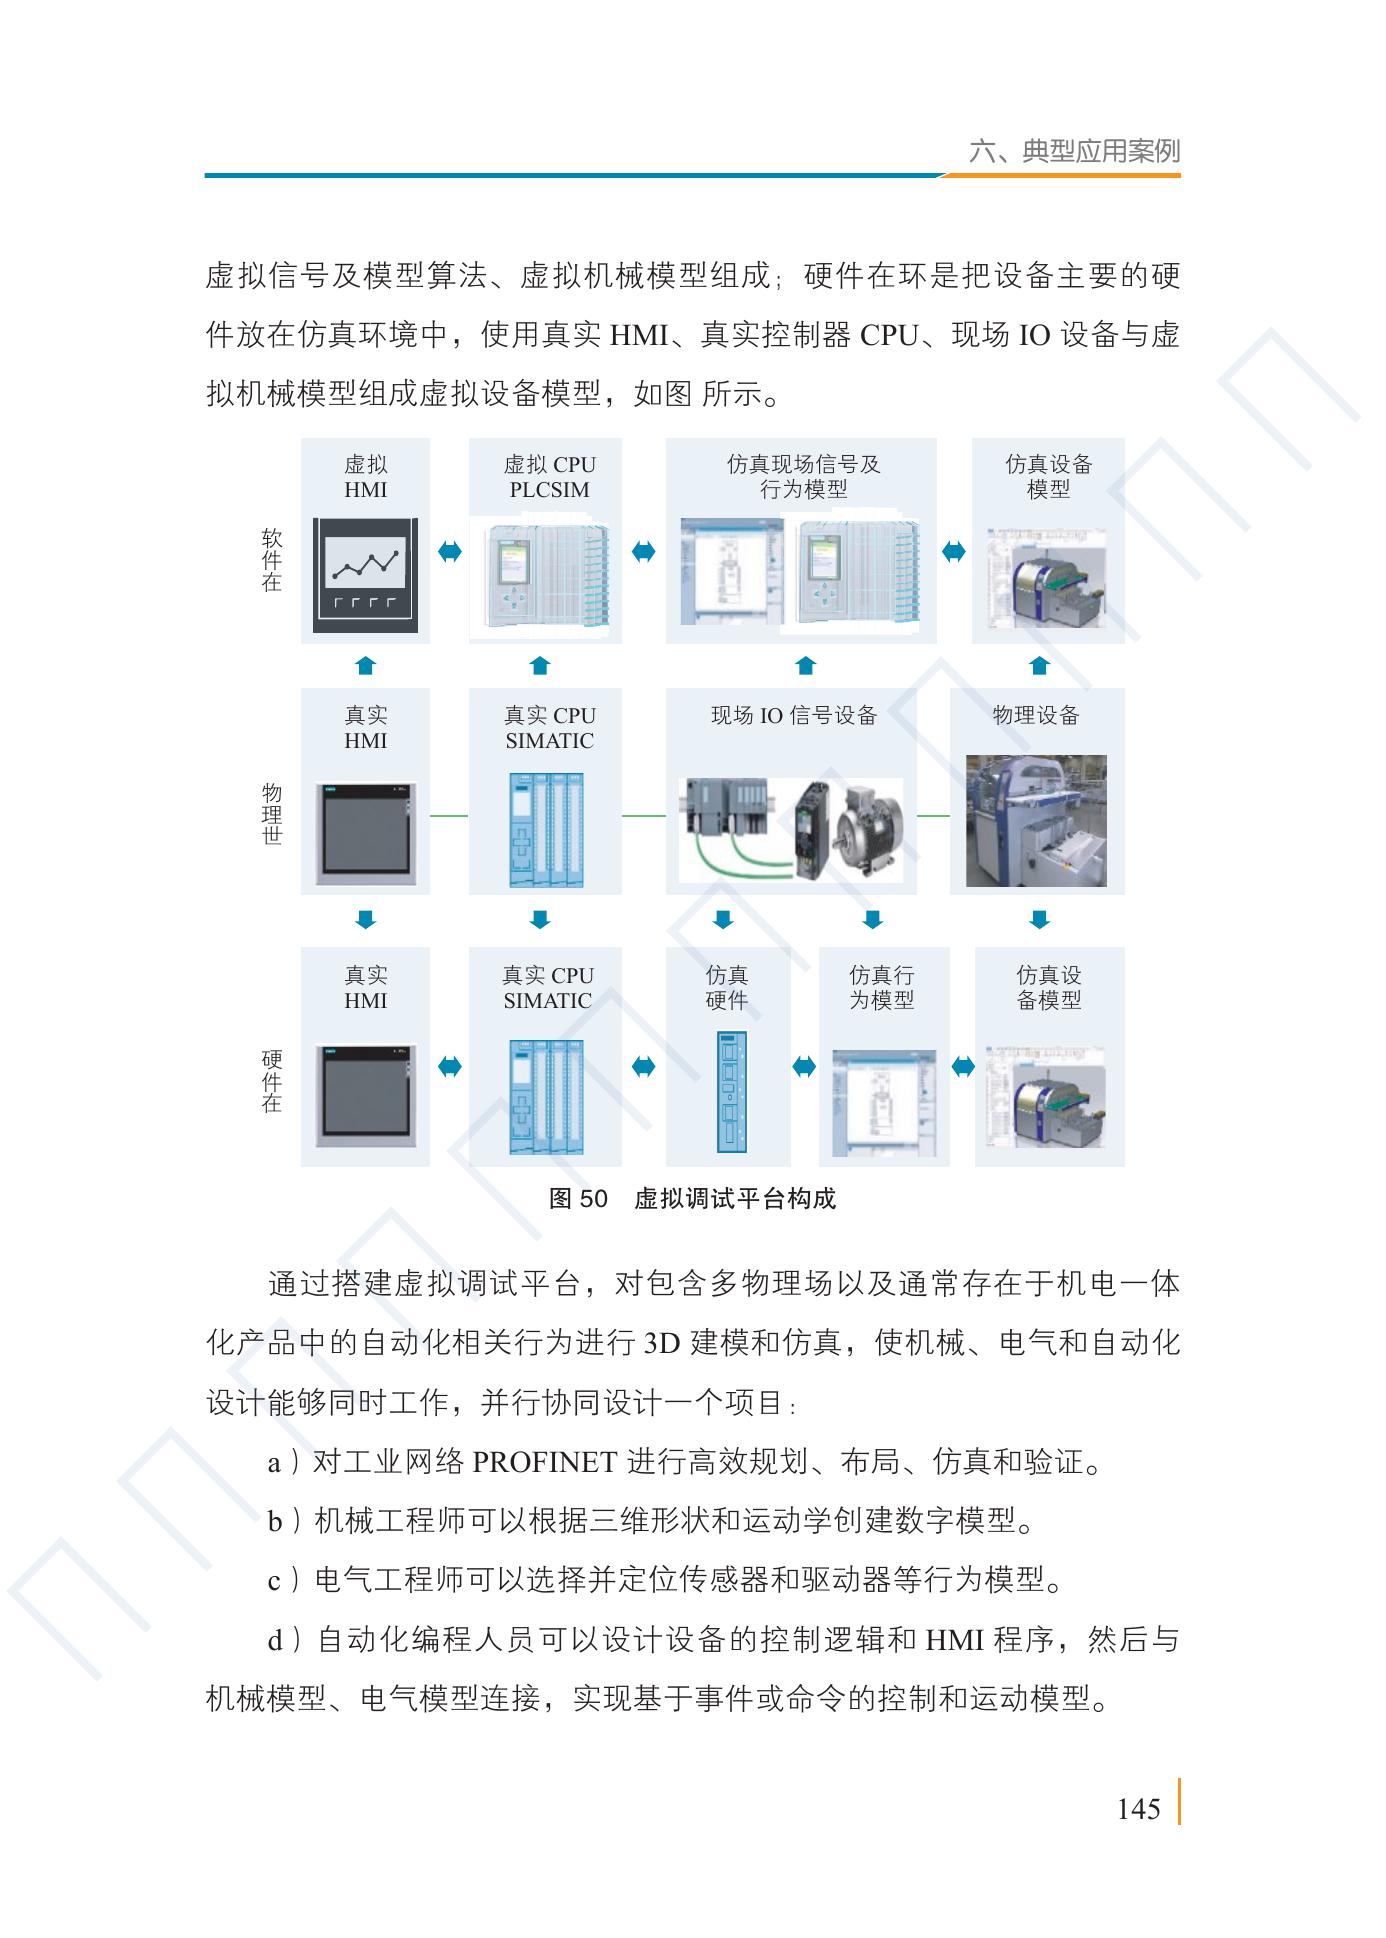 六、典型应用案例
虚拟信号及模型算法、虚拟机械模型组成；硬件在环是把设备主要的硬
件放在仿真环境中，使用真实 HMI、真实控制器 CPU、现场 IO 设备与虚
拟机械模型组成虚拟设备模型，如图 所示。
软件在
虚拟
HMI
虚拟 CPU
PLCSIM
仿真现场信号及
行为模型
仿真设备
模型
物理世
真实
HMI
真实 CPU
SIMATIC
现场 IO 信号设备
物理设备
硬件在
真实
HMI
真实 CPU
SIMATIC
仿真
硬件
仿真行
为模型
仿真设
备模型
图 50　虚拟调试平台构成
通过搭建虚拟调试平台，对包含多物理场以及通常存在于机电一体
化产品中的自动化相关行为进行 3D 建模和仿真，使机械、电气和自动化
设计能够同时工作，并行协同设计一个项目：
a）对工业网络 PROFINET 进行高效规划、布局、仿真和验证。
b）机械工程师可以根据三维形状和运动学创建数字模型。
c）电气工程师可以选择并定位传感器和驱动器等行为模型。
d）自动化编程人员可以设计设备的控制逻辑和 HMI 程序，然后与
机械模型、电气模型连接，实现基于事件或命令的控制和运动模型。
145